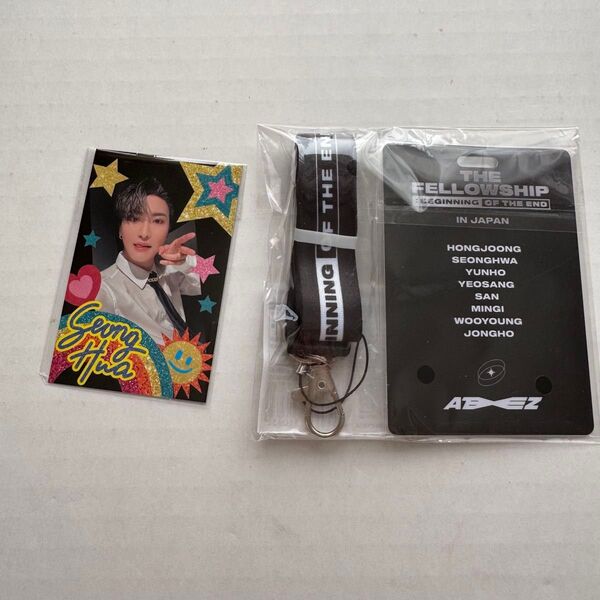 Seong
Hwa
NNING OF THE END
THE
FELLOWSHIP
BEGINNING OF THE END
IN JAPAN
HONGJOONG
SEONGHWA
YUNHO
YEOSANG
SAN
MINGI
WOOYOUNG
JONGHO
ATEEZ